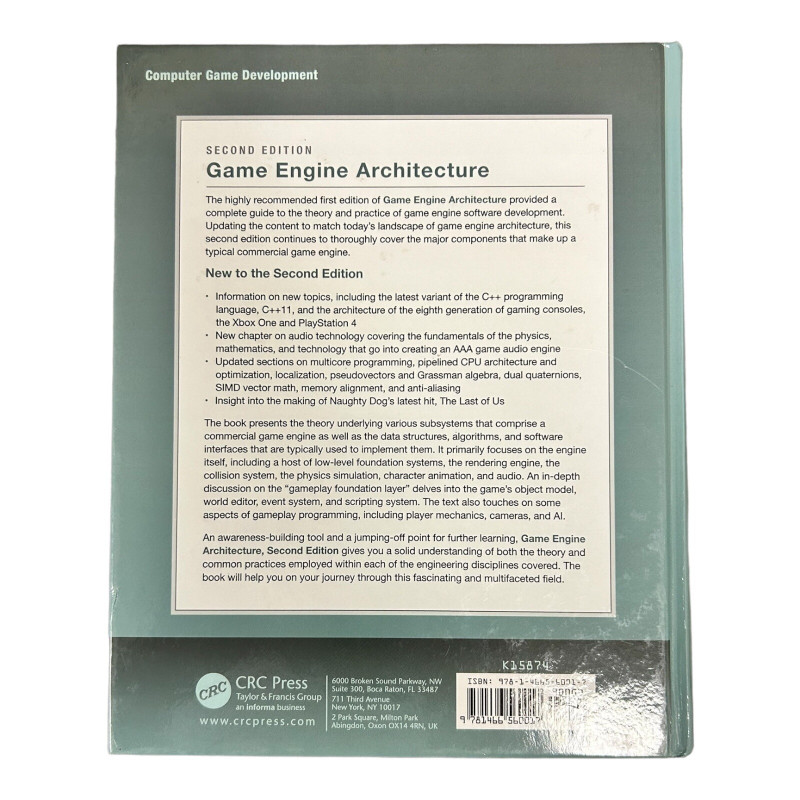 Computer Game Development
SECOND EDITION
Game Engine Architecture
The highly recommended first edition of Game Engine Architecture provided a
complete guide to the theory and practice of game engine software development.
Updating the content to match today's landscape of game engine architecture, this
second edition continues to thoroughly cover the major components that make up a
typical commercial game engine.
New to the Second Edition
• Information on new topics, including the latest variant of the C++ programming
language, C++11, and the architecture of the eighth generation of gaming consoles,
the Xbox One and PlayStation 4
• New chapter on audio technology covering the fundamentals of the physics,
mathematics, and technology that go into creating an AAA game audio engine
• Updated sections on multicore programming, pipelined CPU architecture and
optimization, localization, pseudovectors and Grassman algebra, dual quaternions,
SIMD vector math, memory alignment, and anti-aliasing
• Insight into the making of Naughty Dog's latest hit, The Last of Us
The book presents the theory underlying various subsystems that comprise a
commercial game engine as well as the data structures, algorithms, and software
interfaces that are typically used to implement them. It primarily focuses on the engine
itself, including a host of low-level foundation systems, the rendering engine, the
collision system, the physics simulation, character animation, and audio. An in-depth
discussion on the "gameplay foundation layer" delves into the game's object model,
world editor, event system, and scripting system. The text also touches on some
aspects of gameplay programming, including player mechanics, cameras, and AI.
An awareness-building tool and a jumping-off point for further learning, Game Engine
Architecture, Second Edition gives you a solid understanding of both the theory and
common practices employed within each of the engineering disciplines covered. The
book will help you on your journey through this fascinating and multifaceted field.
CRC
CRC Press
Taylor & Francis Group
an informa business
www.crcpress.com
6000 Broken Sound Parkway, NW
Suite 300, Boca Raton, FL 33487
711 Third Avenue
New York, NY 10017
2 Park Square, Milton Park
Abingdon, Oxon OX14 4RN, UK
K15874
ISBN: 978-1-4665-6001-7
9 781466 560017